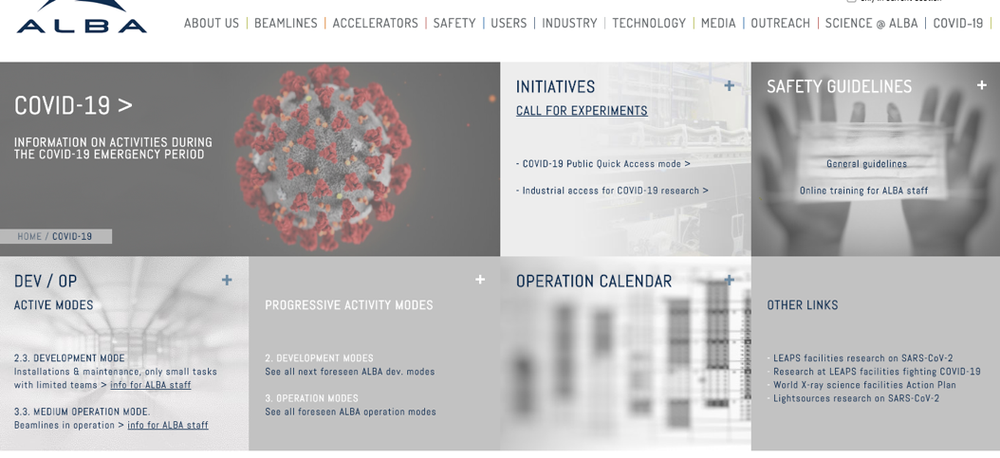 ALBA
ABOUT US | BEAMLINES | ACCELERATORS | SAFETY | USERS | INDUSTRY | TECHNOLOGY | MEDIA | OUTREACH | SCIENCE @ ALBA | COVID-19 |
COVID-19 >
INFORMATION ON ACTIVITIES DURING
THE COVID-19 EMERGENCY PERIOD
HOME / COVID-19
INITIATIVES +
CALL FOR EXPERIMENTS
- COVID-19 Public Quick Access mode >
- Industrial access for COVID-19 research >
SAFETY GUIDELINES +
General guidelines
Online training for ALBA staff
DEV / OP +
ACTIVE MODES
2.3. DEVELOPMENT MODE
Installations & maintenance, only small tasks
with limited teams > info for ALBA staff
3.3. MEDIUM OPERATION MODE.
Beamlines in operation > info for ALBA staff
+
PROGRESSIVE ACTIVITY MODES
2. DEVELOPMENT MODES
See all next foreseen ALBA dev. modes
3. OPERATION MODES
See all foreseen ALBA operation modes
OPERATION CALENDAR +
OTHER LINKS
- LEAPS facilities research on SARS-CoV-2
- Research at LEAPS facilities fighting COVID-19
- World X-ray science facilities Action Plan
- Lightsources research on SARS-CoV-2